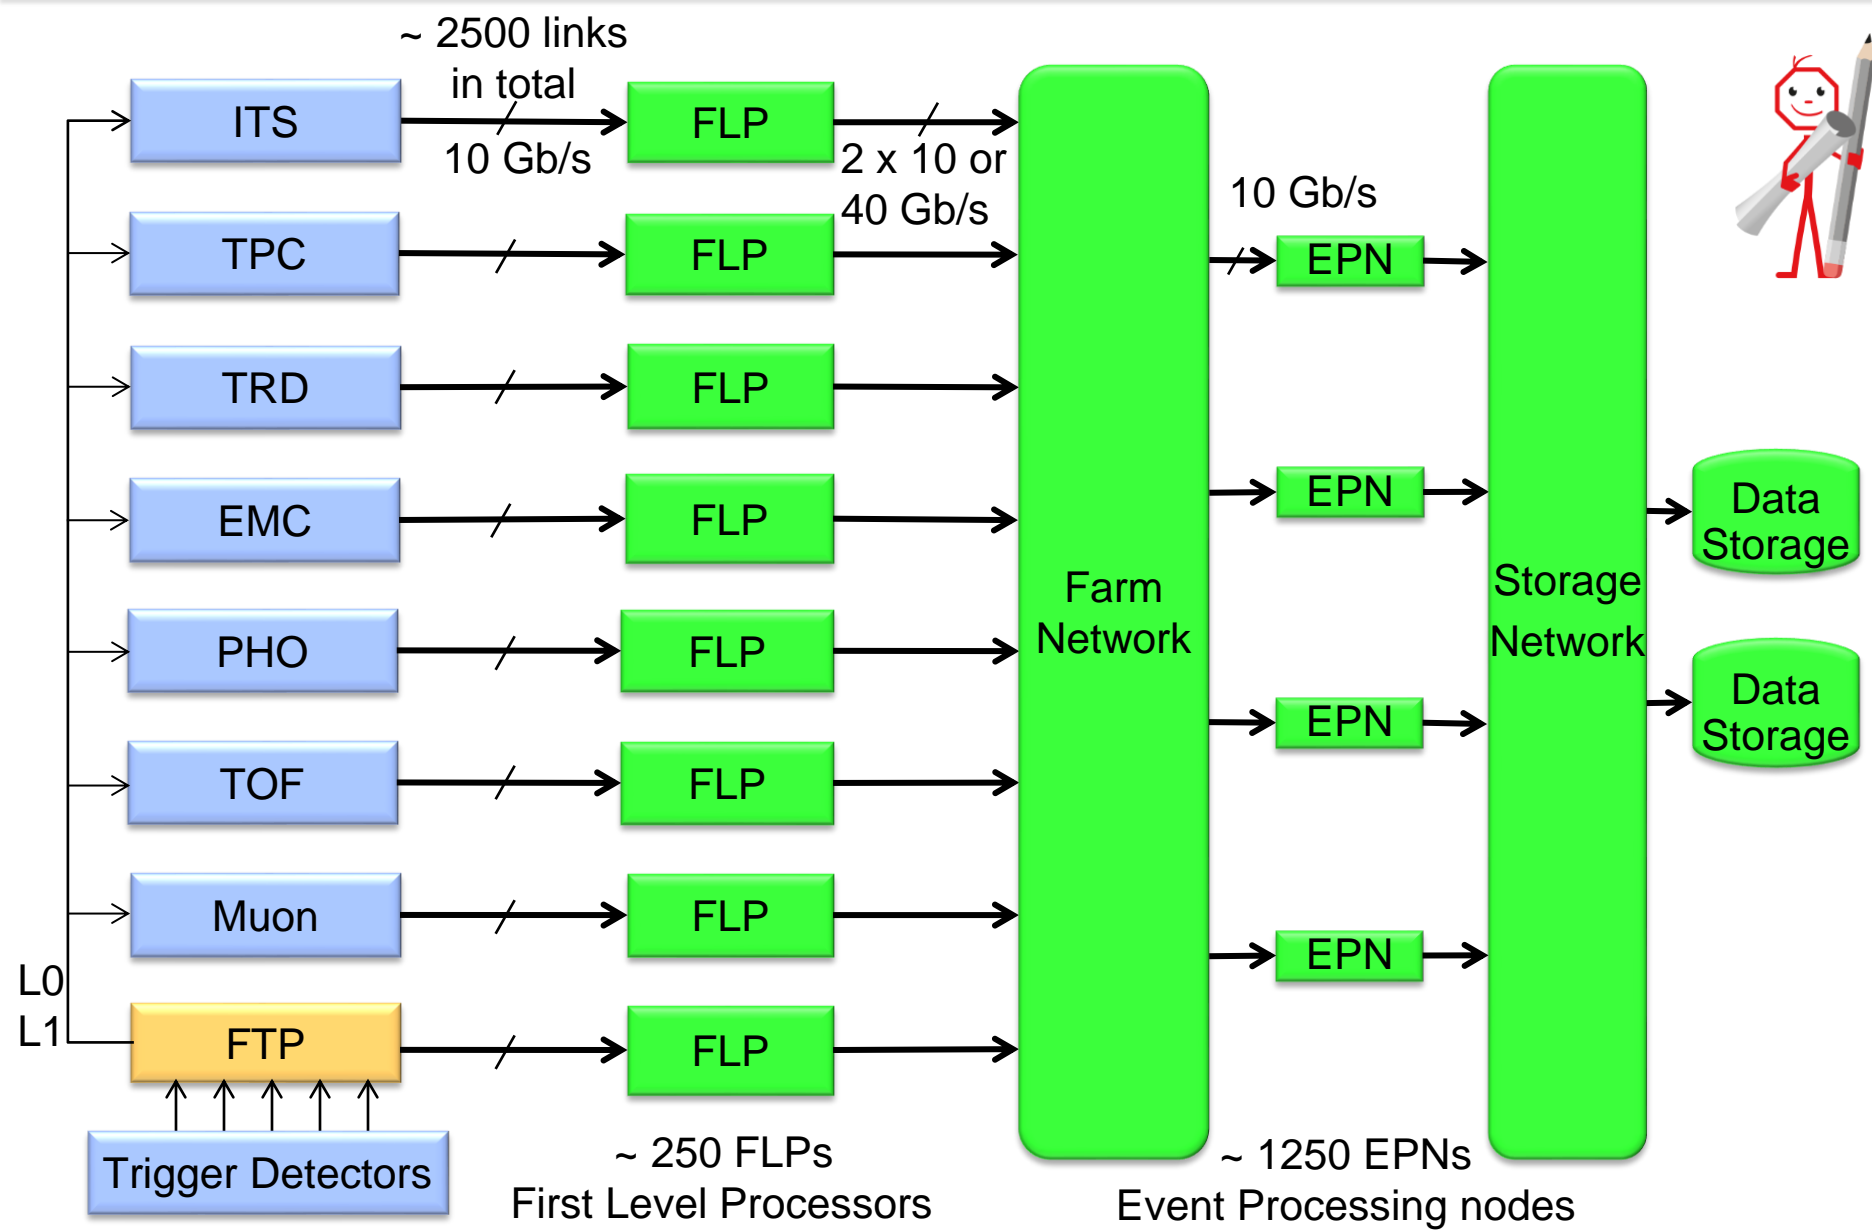 ~ 2500 links
in total
ITS
10 Gb/s
FLP
2 x 10 or
40 Gb/s
TPC
FLP
10 Gb/s
EPN
TRD
FLP
EMC
FLP
EPN
Data
Storage
Farm
Network
Storage
Network
PHO
FLP
EPN
Data
Storage
TOF
FLP
Muon
FLP
EPN
L0
L1
FTP
FLP
Trigger Detectors
~ 250 FLPs
First Level Processors
~ 1250 EPNs
Event Processing nodes